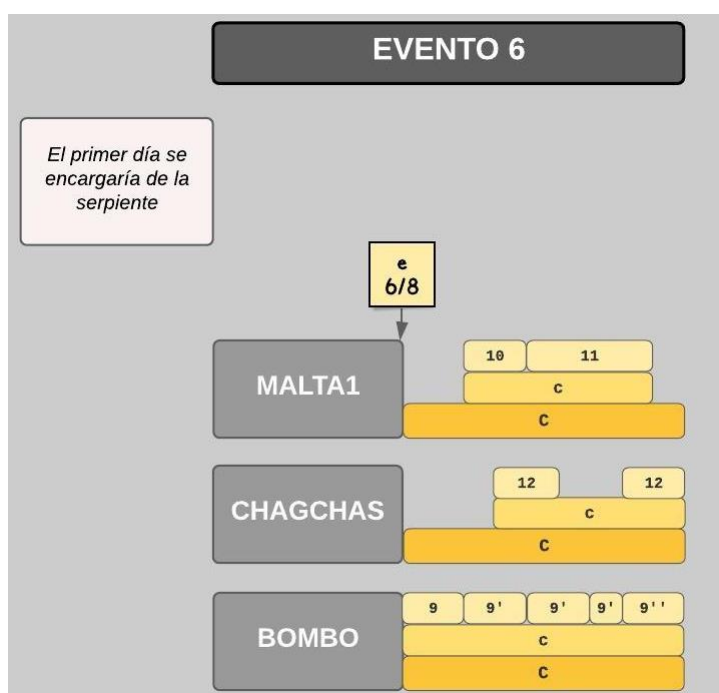 EVENTO 6
El primer día se
encargaría de la
serpiente
e
6/8
MALTA1
10 11
c
C
CHAGCHAS
12 12
c
C
BOMBO
9 9' 9' 9' 9''
c
C